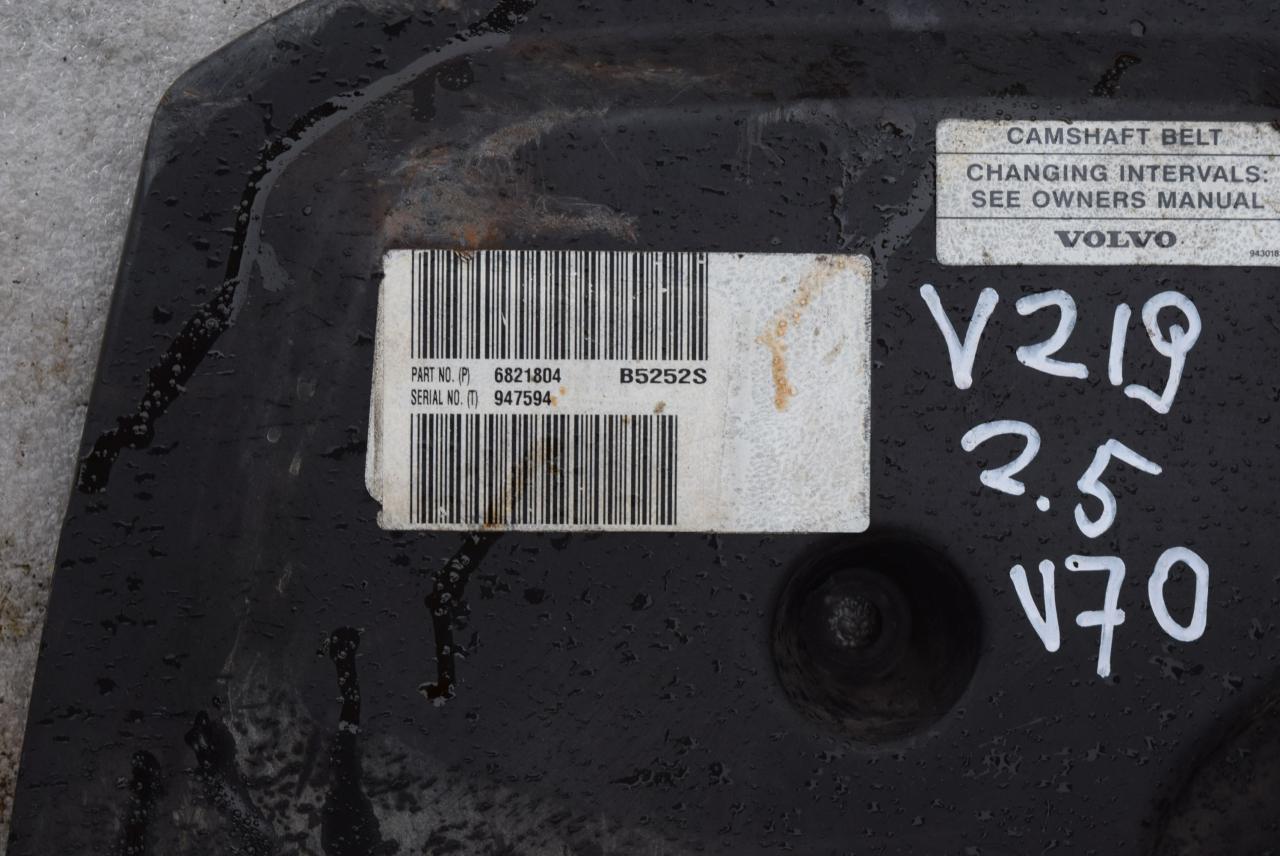 CAMSHAFT BELT
CHANGING INTERVALS:
SEE OWNERS MANUAL
VOLVO
PART NO. (P) 6821804 B5252S
SERIAL NO. (T) 947594
V219
2.5
V70